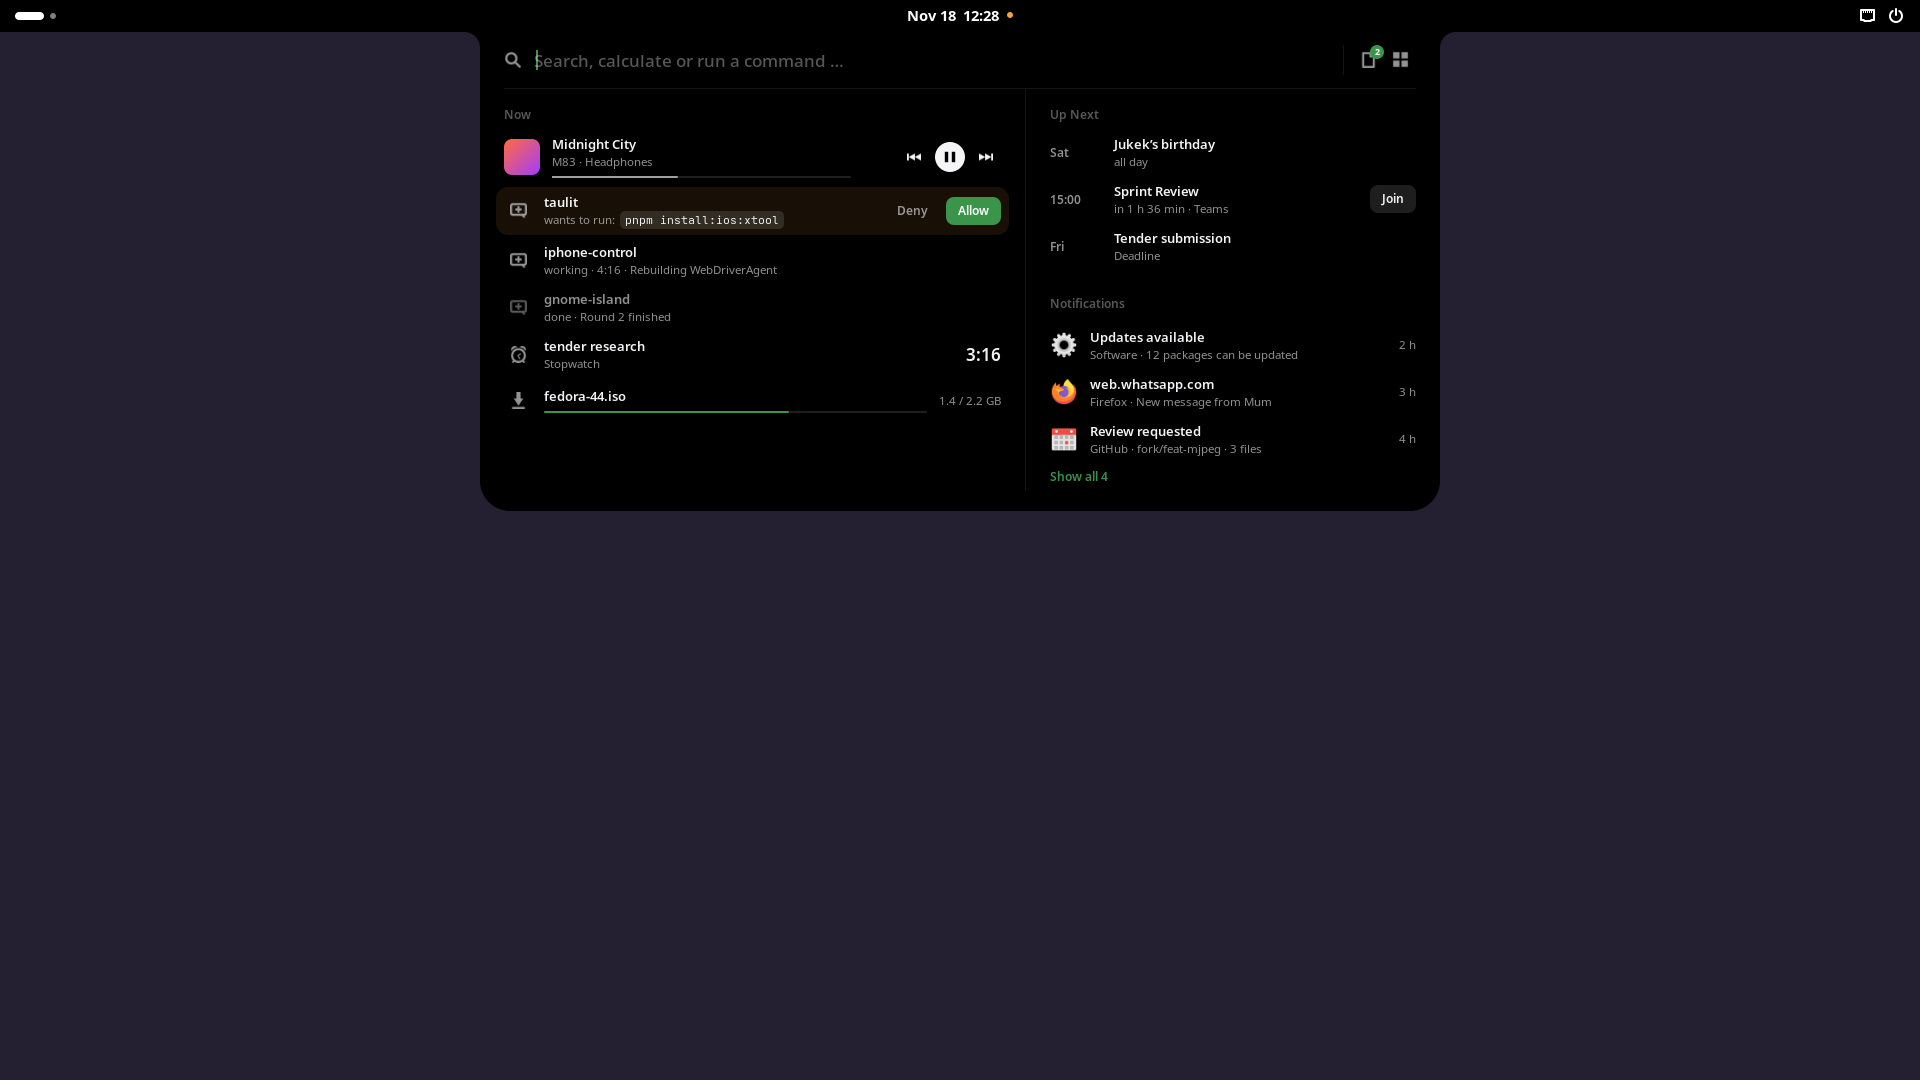 Nov 18 12:28
Search, calculate or run a command ...
2
Now
Midnight City
M83 · Headphones
taulit
wants to run: pnpm install:ios:xtool
Deny
Allow
iphone-control
working · 4:16 · Rebuilding WebDriverAgent
gnome-island
done · Round 2 finished
tender research
Stopwatch
3:16
fedora-44.iso
1.4 / 2.2 GB
Up Next
Sat
Jukek’s birthday
all day
15:00
Sprint Review
in 1 h 36 min · Teams
Join
Fri
Tender submission
Deadline
Notifications
Updates available
Software · 12 packages can be updated
2 h
web.whatsapp.com
Firefox · New message from Mum
3 h
Review requested
GitHub · fork/feat-mjpeg · 3 files
4 h
Show all 4